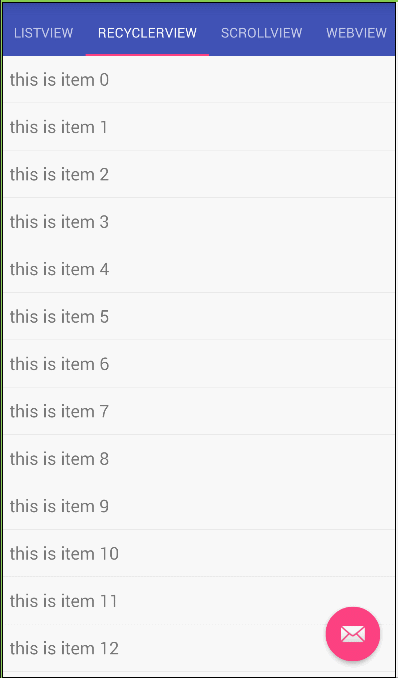 LISTVIEW RECYCLERVIEW SCROLLVIEW WEBVIEW
this is item 0
this is item 1
this is item 2
this is item 3
this is item 4
this is item 5
this is item 6
this is item 7
this is item 8
this is item 9
this is item 10
this is item 11
this is item 12